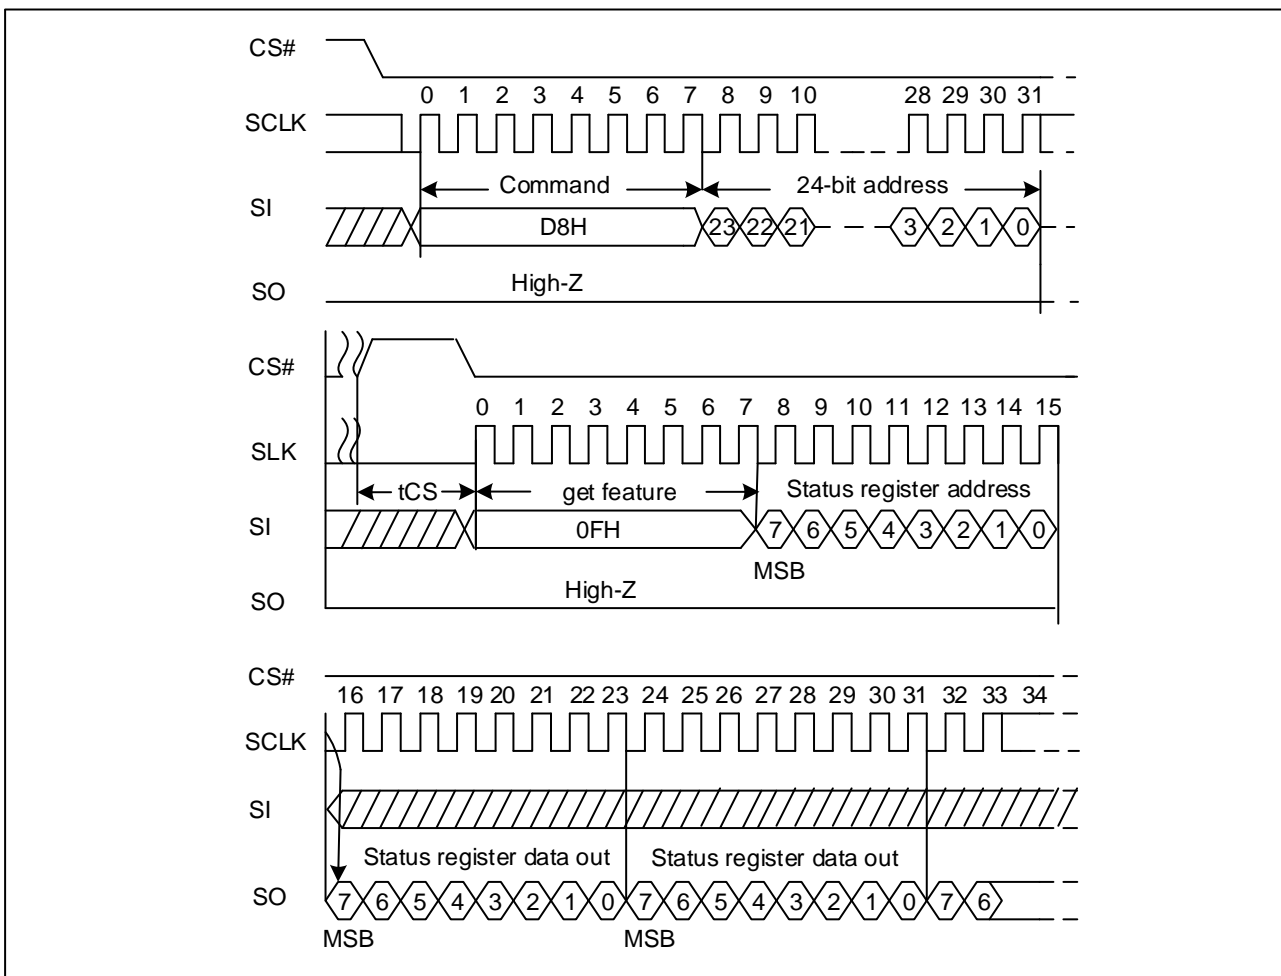 CS#
0 1 2 3 4 5 6 7 8 9 10 28 29 30 31
SCLK
Command 24-bit address
SI
D8H 23 22 21 3 2 1 0
High-Z
SO
CS#
0 1 2 3 4 5 6 7 8 9 10 11 12 13 14 15
SLK
tCS get feature Status register address
SI
0FH 7 6 5 4 3 2 1 0
MSB
High-Z
SO
CS#
16 17 18 19 20 21 22 23 24 25 26 27 28 29 30 31 32 33 34
SCLK
SI
Status register data out Status register data out
SO
7 6 5 4 3 2 1 0 7 6 5 4 3 2 1 0 7 6
MSB MSB